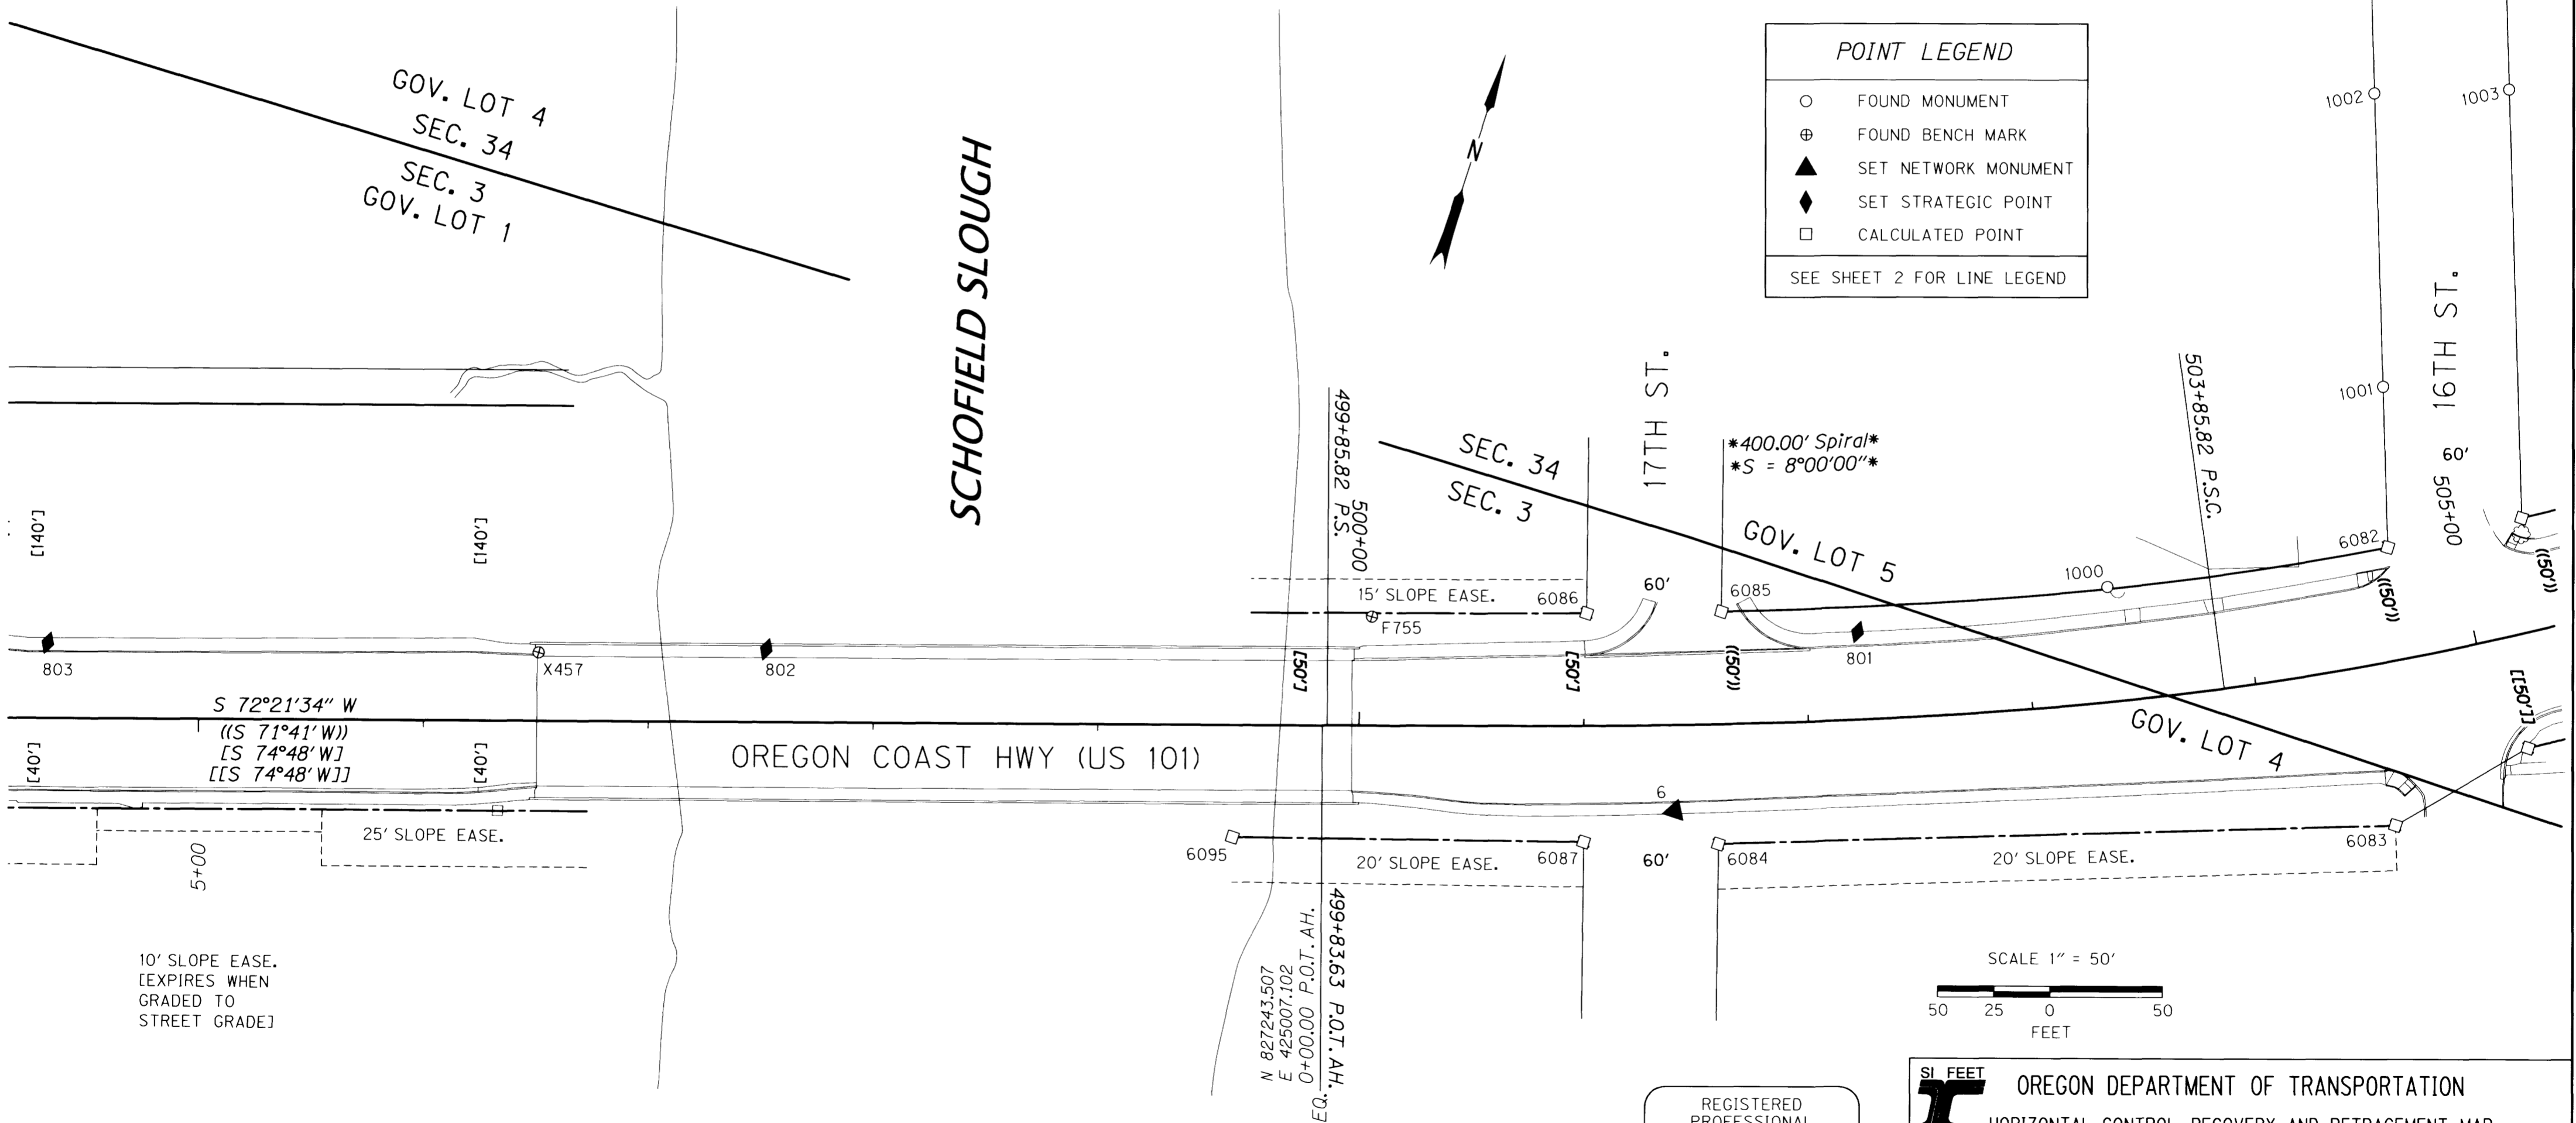 GOV. LOT 4
SEC. 34
SEC. 3
GOV. LOT 1
SCHOFIELD SLOUGH
N
POINT LEGEND
FOUND MONUMENT
FOUND BENCH MARK
SET NETWORK MONUMENT
SET STRATEGIC POINT
CALCULATED POINT
SEE SHEET 2 FOR LINE LEGEND
1002
1003
1001
16TH ST.
60'
505+00
17TH ST.
*400.00' Spiral*
*S = 8°00'00"*
503+85.82 P.S.C.
499+85.82 P.S.
500+00
SEC. 34
SEC. 3
GOV. LOT 5
GOV. LOT 4
[140']
[140']
15' SLOPE EASE.
6086
60'
6085
1000
6082
((50'))
((50'))
F755
803
X457
802
[50']
[50']
((50'))
801
[[50']]
S 72°21'34" W
((S 71°41' W))
[S 74°48' W]
[[S 74°48' W]]
[40']
[40']
OREGON COAST HWY (US 101)
6
25' SLOPE EASE.
5+00
6095
20' SLOPE EASE.
6087
60'
6084
20' SLOPE EASE.
6083
10' SLOPE EASE.
[EXPIRES WHEN
GRADED TO
STREET GRADE]
N 827243.507
E 425007.102
0+00.00 P.O.T. AH.
EQ.
499+83.63 P.O.T. AH.
SCALE 1" = 50'
50 25 0 50
FEET
REGISTERED
PROFESSIONAL
SI FEET
OREGON DEPARTMENT OF TRANSPORTATION
HORIZONTAL CONTROL RECOVERY AND RETRACEMENT MAP